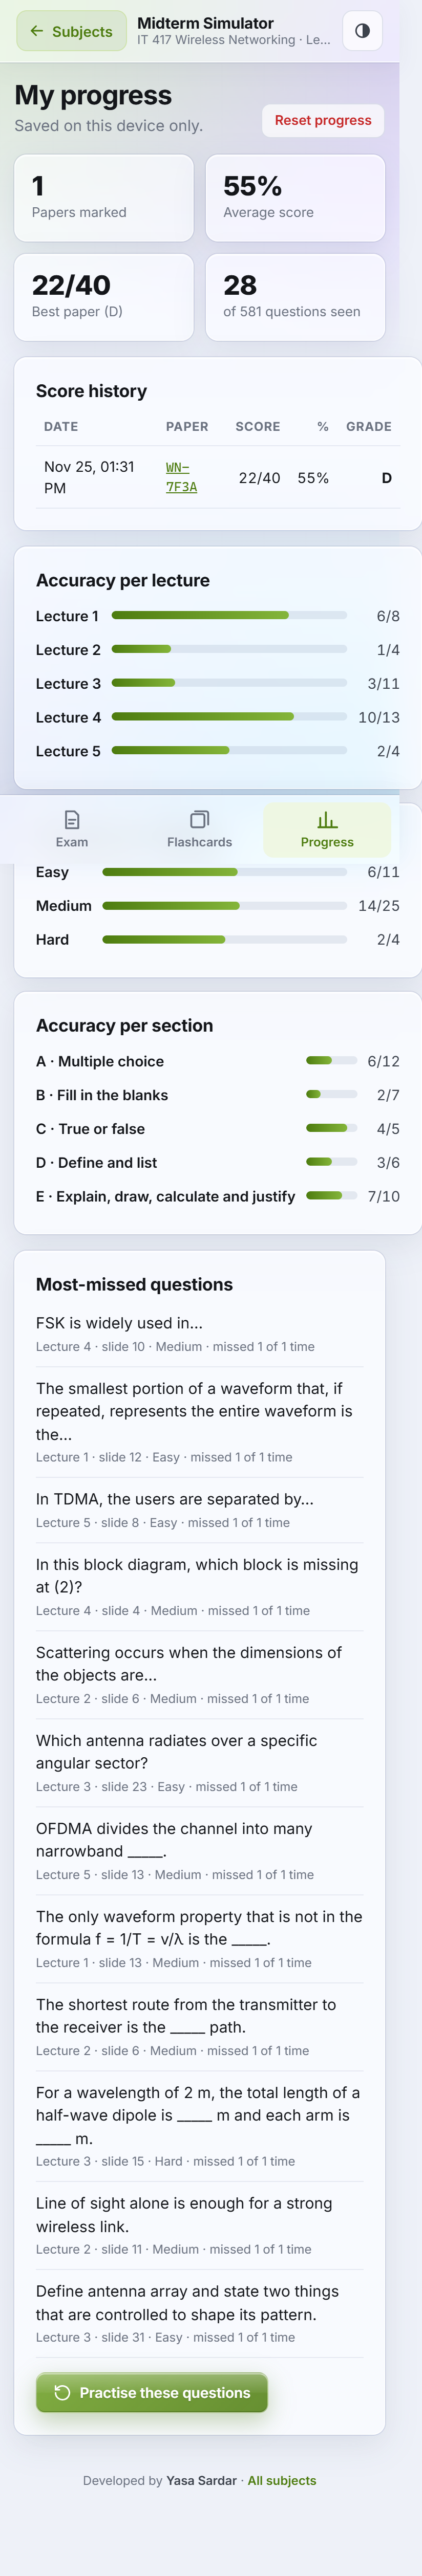 Subjects
Midterm Simulator
IT 417 Wireless Networking · Le...
My progress
Saved on this device only.
Reset progress
1
Papers marked
55%
Average score
22/40
Best paper (D)
28
of 581 questions seen
Score history
DATE PAPER SCORE % GRADE
Nov 25, 01:31
PM
WN-
7F3A
22/40 55% D
Accuracy per lecture
Lecture 1 6/8
Lecture 2 1/4
Lecture 3 3/11
Lecture 4 10/13
Lecture 5 2/4
Exam Flashcards Progress
Easy 6/11
Medium 14/25
Hard 2/4
Accuracy per section
A · Multiple choice 6/12
B · Fill in the blanks 2/7
C · True or false 4/5
D · Define and list 3/6
E · Explain, draw, calculate and justify 7/10
Most-missed questions
FSK is widely used in...
Lecture 4 · slide 10 · Medium · missed 1 of 1 time
The smallest portion of a waveform that, if
repeated, represents the entire waveform is
the...
Lecture 1 · slide 12 · Easy · missed 1 of 1 time
In TDMA, the users are separated by...
Lecture 5 · slide 8 · Easy · missed 1 of 1 time
In this block diagram, which block is missing
at (2)?
Lecture 4 · slide 4 · Medium · missed 1 of 1 time
Scattering occurs when the dimensions of
the objects are...
Lecture 2 · slide 6 · Medium · missed 1 of 1 time
Which antenna radiates over a specific
angular sector?
Lecture 3 · slide 23 · Easy · missed 1 of 1 time
OFDMA divides the channel into many
narrowband _____.
Lecture 5 · slide 13 · Medium · missed 1 of 1 time
The only waveform property that is not in the
formula f = 1/T = v/λ is the _____.
Lecture 1 · slide 13 · Medium · missed 1 of 1 time
The shortest route from the transmitter to
the receiver is the _____ path.
Lecture 2 · slide 6 · Medium · missed 1 of 1 time
For a wavelength of 2 m, the total length of a
half-wave dipole is _____ m and each arm is
_____ m.
Lecture 3 · slide 15 · Hard · missed 1 of 1 time
Line of sight alone is enough for a strong
wireless link.
Lecture 2 · slide 11 · Medium · missed 1 of 1 time
Define antenna array and state two things
that are controlled to shape its pattern.
Lecture 3 · slide 31 · Easy · missed 1 of 1 time
Practise these questions
Developed by Yasa Sardar · All subjects